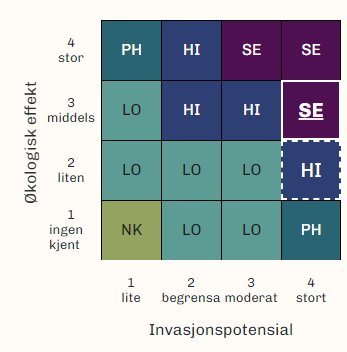 4
stor
PH HI SE SE
3
middels
LO HI HI SE
2
liten
LO LO LO HI
1
ingen
kjent
NK LO LO PH
Økologisk effekt
1 2 3 4
lite begrensa moderat stort
Invasjonspotensial